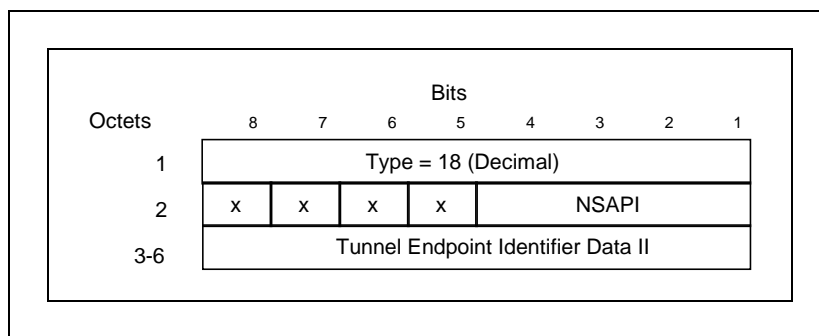 Bits
Octets 8 7 6 5 4 3 2 1
1 Type = 18 (Decimal)
2 x x x x NSAPI
3-6 Tunnel Endpoint Identifier Data II